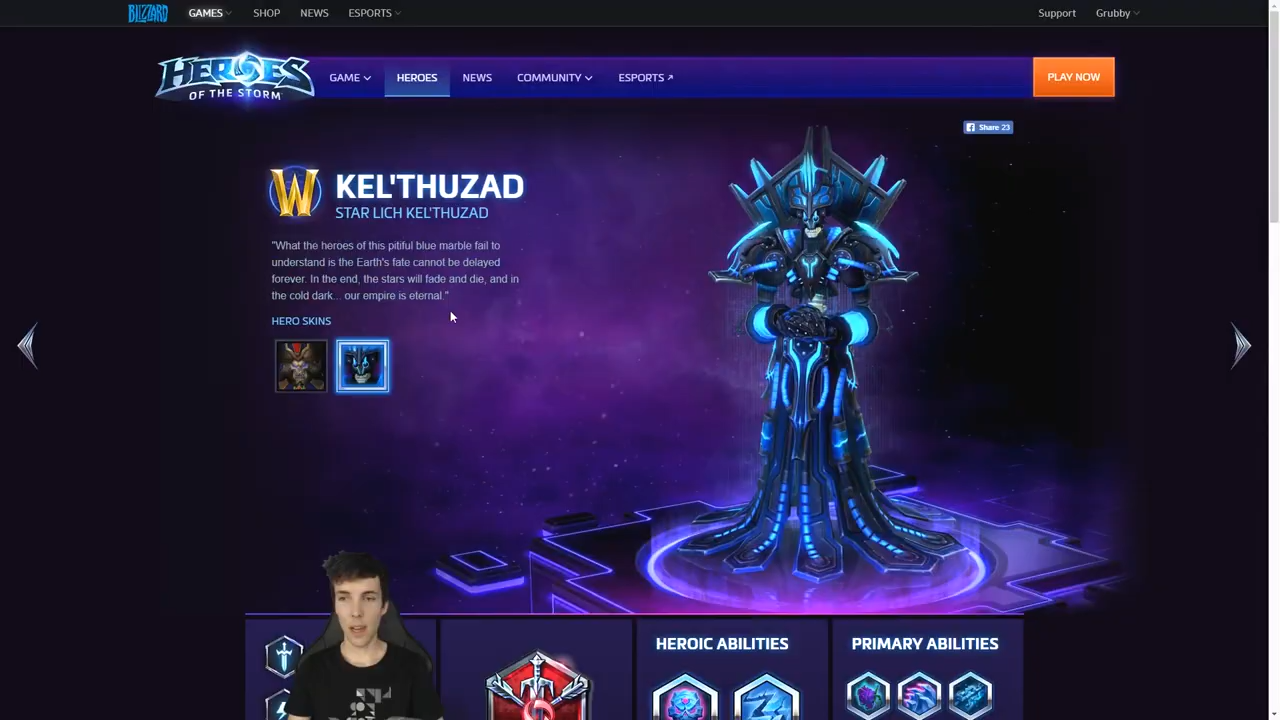 BLIZZARD
GAMES
SHOP
NEWS
ESPORTS
Support
Grubby
HEROES
OF THE STORM
GAME
HEROES
NEWS
COMMUNITY
ESPORTS
PLAY NOW
Share 23
W
KEL'THUZAD
STAR LICH KEL'THUZAD
"What the heroes of this pitiful blue marble fail to
understand is the Earth's fate cannot be delayed
forever. In the end, the stars will fade and die, and in
the cold dark... our empire is eternal."
HERO SKINS
HEROIC ABILITIES
PRIMARY ABILITIES